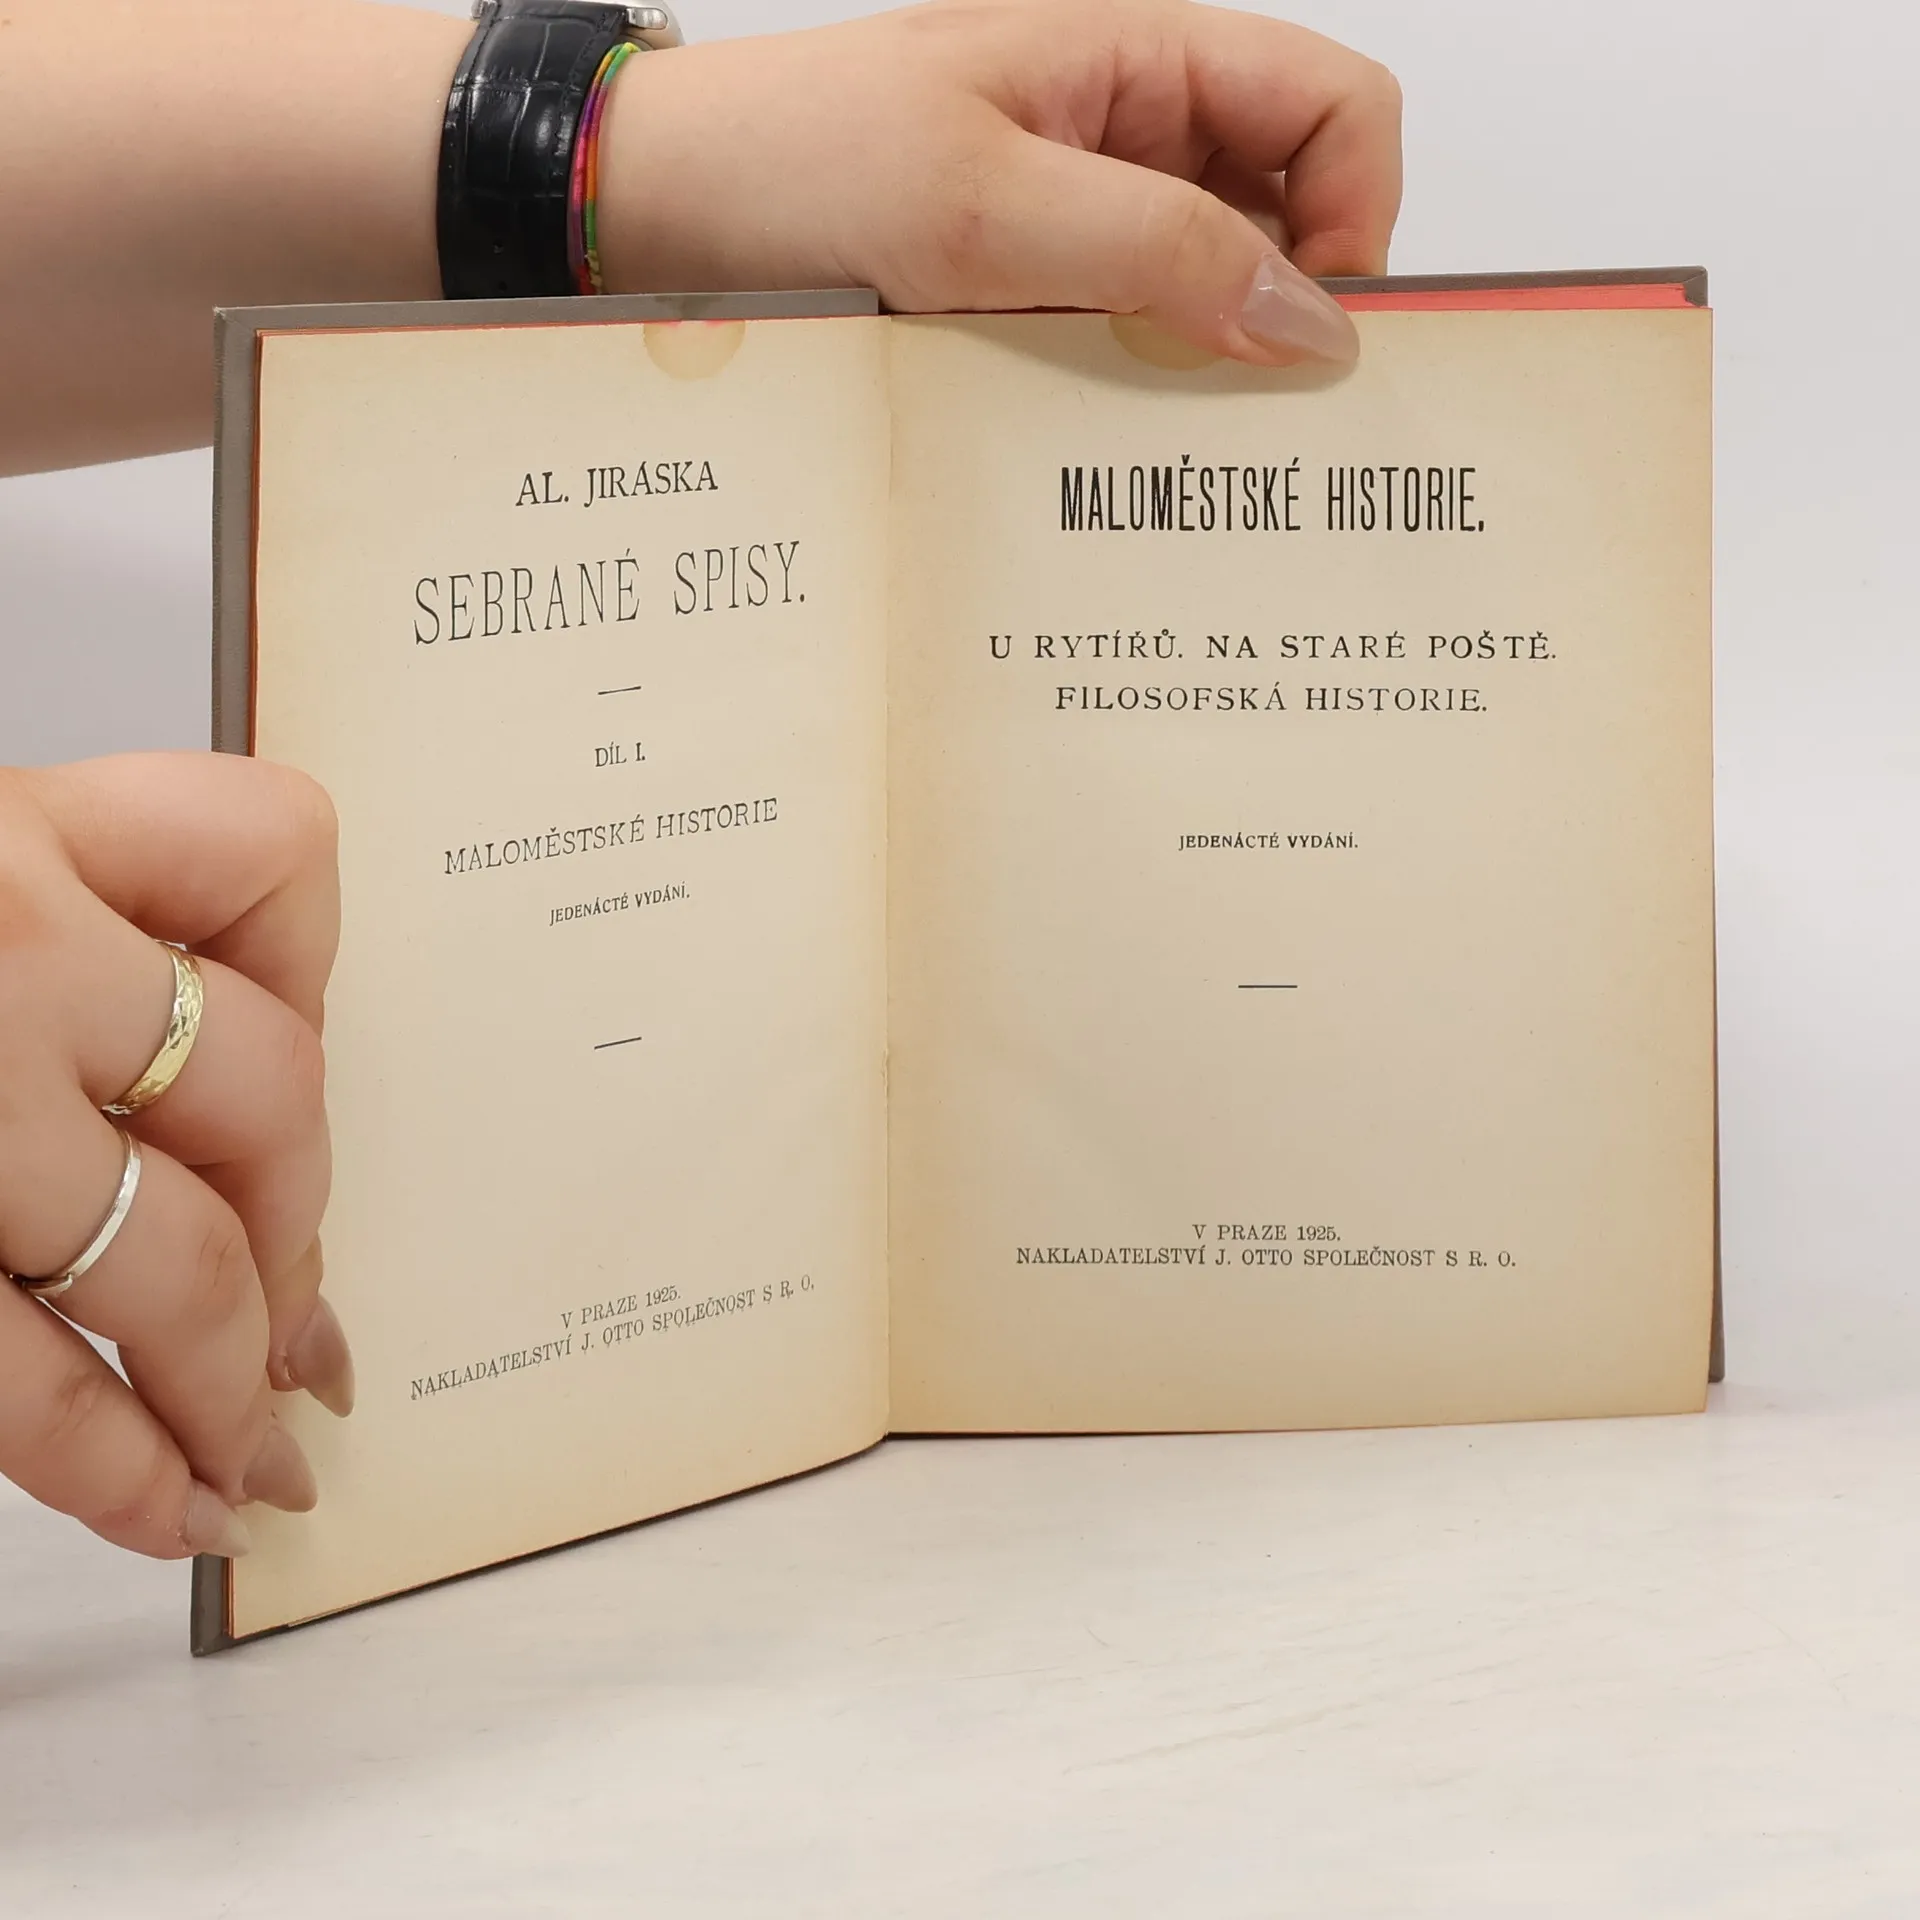 AL. JIRÁSKA
SEBRANÉ SPISY.
DÍL I.
MALOMĚSTSKÉ HISTORIE
JEDENÁCTÉ VYDÁNÍ.
V PRAZE 1925.
NAKLADATELSTVÍ J. OTTO SPOLEČNOST S R. O.
MALOMĚSTSKÉ HISTORIE.
U RYTÍŘŮ. NA STARÉ POŠTĚ.
FILOSOFSKÁ HISTORIE.
JEDENÁCTÉ VYDÁNÍ.
V PRAZE 1925.
NAKLADATELSTVÍ J. OTTO SPOLEČNOST S R. O.